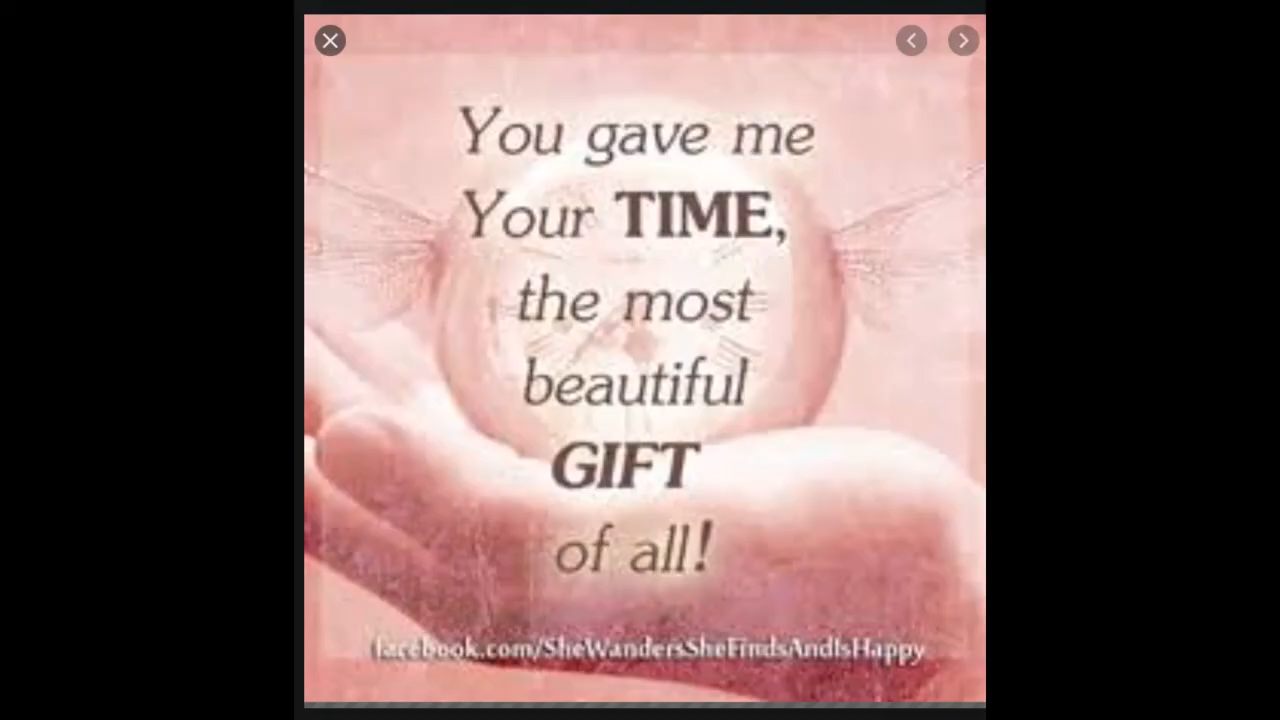 You gave me
Your TIME,
the most
beautiful
GIFT
of all!
facebook.com/SheWandersSheFindsAndIsHappy